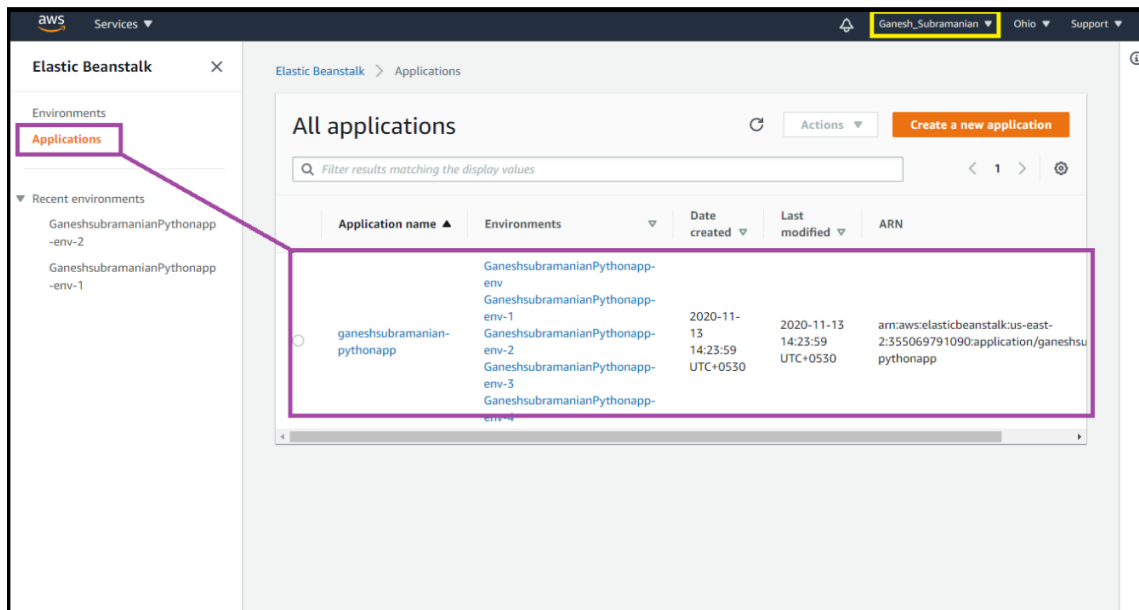 aws
Services ▼
Ganesh_Subramanian ▼
Ohio ▼
Support ▼
Elastic Beanstalk
Environments
Applications
Recent environments
GaneshsubramanianPythonapp
-env-2
GaneshsubramanianPythonapp
-env-1
Elastic Beanstalk > Applications
All applications
Actions ▼
Create a new application
Filter results matching the display values
< 1 >
Application name ▲
Environments
Date
created
Last
modified
ARN
ganeshsubramanian-
pythonapp
GaneshsubramanianPythonapp-
env
GaneshsubramanianPythonapp-
env-1
GaneshsubramanianPythonapp-
env-2
GaneshsubramanianPythonapp-
env-3
GaneshsubramanianPythonapp-
env-4
2020-11-
13
14:23:59
UTC+0530
2020-11-13
14:23:59
UTC+0530
arn:aws:elasticbeanstalk:us-east-
2:355069791090:application/ganeshsu
pythonapp